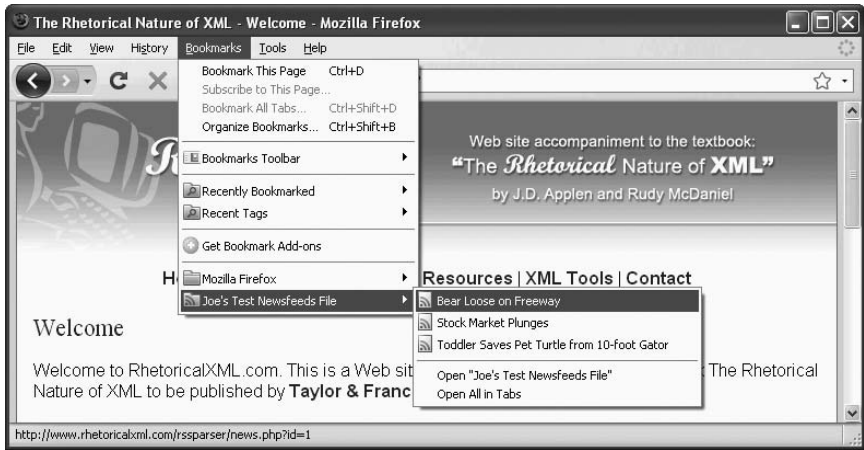 The Rhetorical Nature of XML - Welcome - Mozilla Firefox
File Edit View History Bookmarks Tools Help
Bookmark This Page Ctrl+D
Subscribe to This Page...
Bookmark All Tabs... Ctrl+Shift+D
Organize Bookmarks... Ctrl+Shift+B
Bookmarks Toolbar
Recently Bookmarked
Recent Tags
Get Bookmark Add-ons
Mozilla Firefox
Joe's Test Newsfeeds File
Bear Loose on Freeway
Stock Market Plunges
Toddler Saves Pet Turtle from 10-foot Gator
Open "Joe's Test Newsfeeds File"
Open All in Tabs
Web site accompaniment to the textbook:
“The Rhetorical Nature of XML”
by J.D. Applen and Rudy McDaniel
Resources | XML Tools | Contact
Welcome
Welcome to RhetoricalXML.com. This is a Web sit : The Rhetorical
Nature of XML to be published by Taylor & Franc
http://www.rhetoricalxml.com/rssparser/news.php?id=1